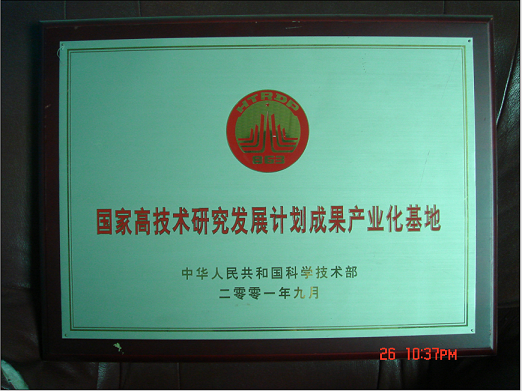 HTRDP
国家高技术研究发展计划成果产业化基地
中华人民共和国科学技术部
二零零一年九月
26 10:37PM